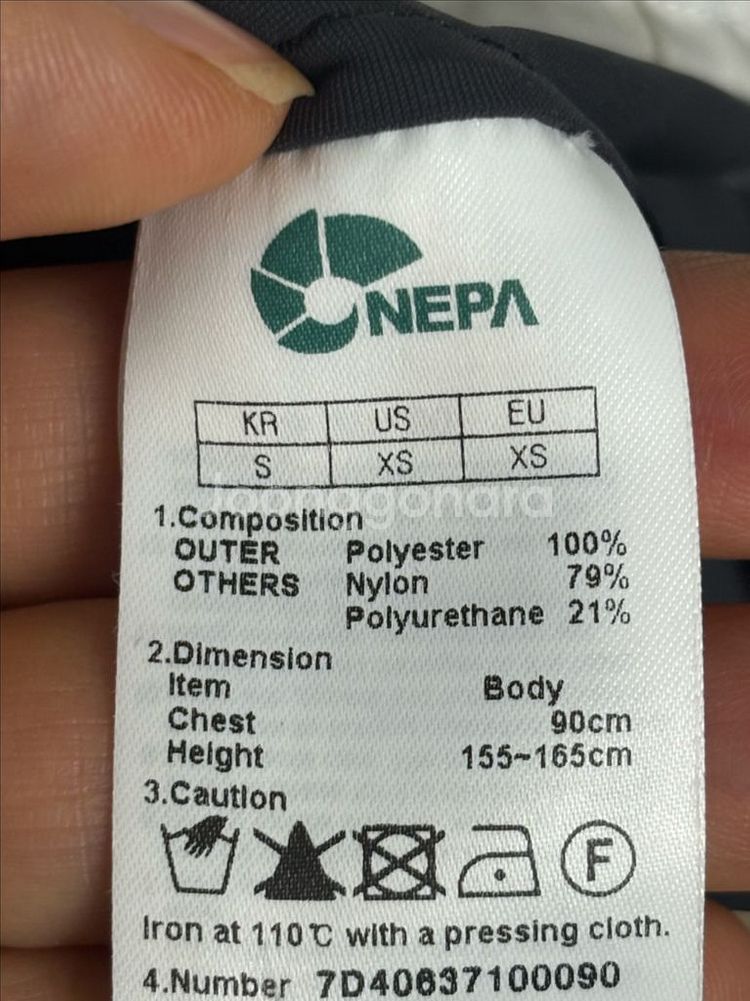 NEPA
KR US EU
S XS XS
joonggonara
1.Composition
OUTER Polyester 100%
OTHERS Nylon 79%
Polyurethane 21%
2.Dimension
Item Body
Chest 90cm
Height 155~165cm
3.Caution
F
Iron at 110℃ with a pressing cloth.
4.Number 7D40637100090